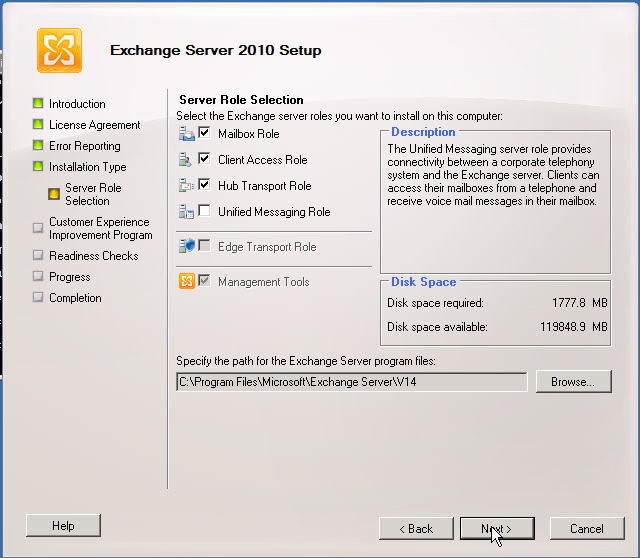 Exchange Server 2010 Setup
Introduction
License Agreement
Error Reporting
Installation Type
Server Role
Selection
Customer Experience
Improvement Program
Readiness Checks
Progress
Completion
Server Role Selection
Select the Exchange server roles you want to install on this computer:
Mailbox Role
Client Access Role
Hub Transport Role
Unified Messaging Role
Edge Transport Role
Management Tools
Description
The Unified Messaging server role provides
connectivity between a corporate telephony
system and the Exchange server. Clients can
access their mailboxes from a telephone and
receive voice mail messages in their mailbox.
Disk Space
Disk space required: 1777.8 MB
Disk space available: 119848.9 MB
Specify the path for the Exchange Server program files:
C:\Program Files\Microsoft\Exchange Server\V14
Browse...
Help
< Back
Next >
Cancel